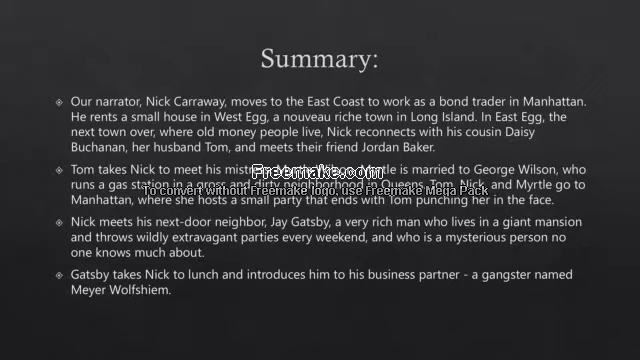 Summary:
Our narrator, Nick Carraway, moves to the East Coast to work as a bond trader in Manhattan.
He rents a small house in West Egg, a nouveau riche town in Long Island. In East Egg, the
next town over, where old money people live, Nick reconnects with his cousin Daisy
Buchanan, her husband Tom, and meets their friend Jordan Baker.
Tom takes Nick to meet his mistress, Myrtle is married to George Wilson, who
Freemake.com
runs a gas station in a gross and dirty neighborhood in Queens. Tom, Nick, and Myrtle go to
To convert without Freemake logo, use Freemake Mega Pack
Manhattan, where she hosts a small party that ends with Tom punching her in the face.
Nick meets his next-door neighbor, Jay Gatsby, a very rich man who lives in a giant mansion
and throws wildly extravagant parties every weekend, and who is a mysterious person no
one knows much about.
Gatsby takes Nick to lunch and introduces him to his business partner - a gangster named
Meyer Wolfshiem.